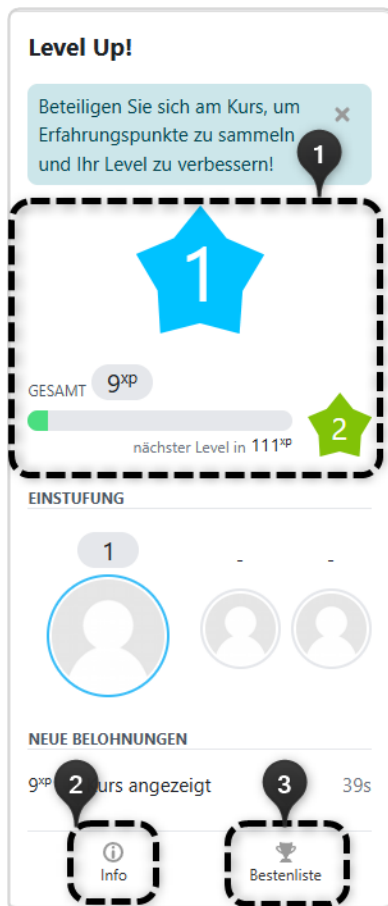 Level Up!
Beteiligen Sie sich am Kurs, um
Erfahrungspunkte zu sammeln
und Ihr Level zu verbessern!
×
1
1
GESAMT 9xp
2
nächster Level in 111xp
EINSTUFUNG
1 - -
NEUE BELOHNUNGEN
9xp urs angezeigt 39s
2
3
Info Bestenliste